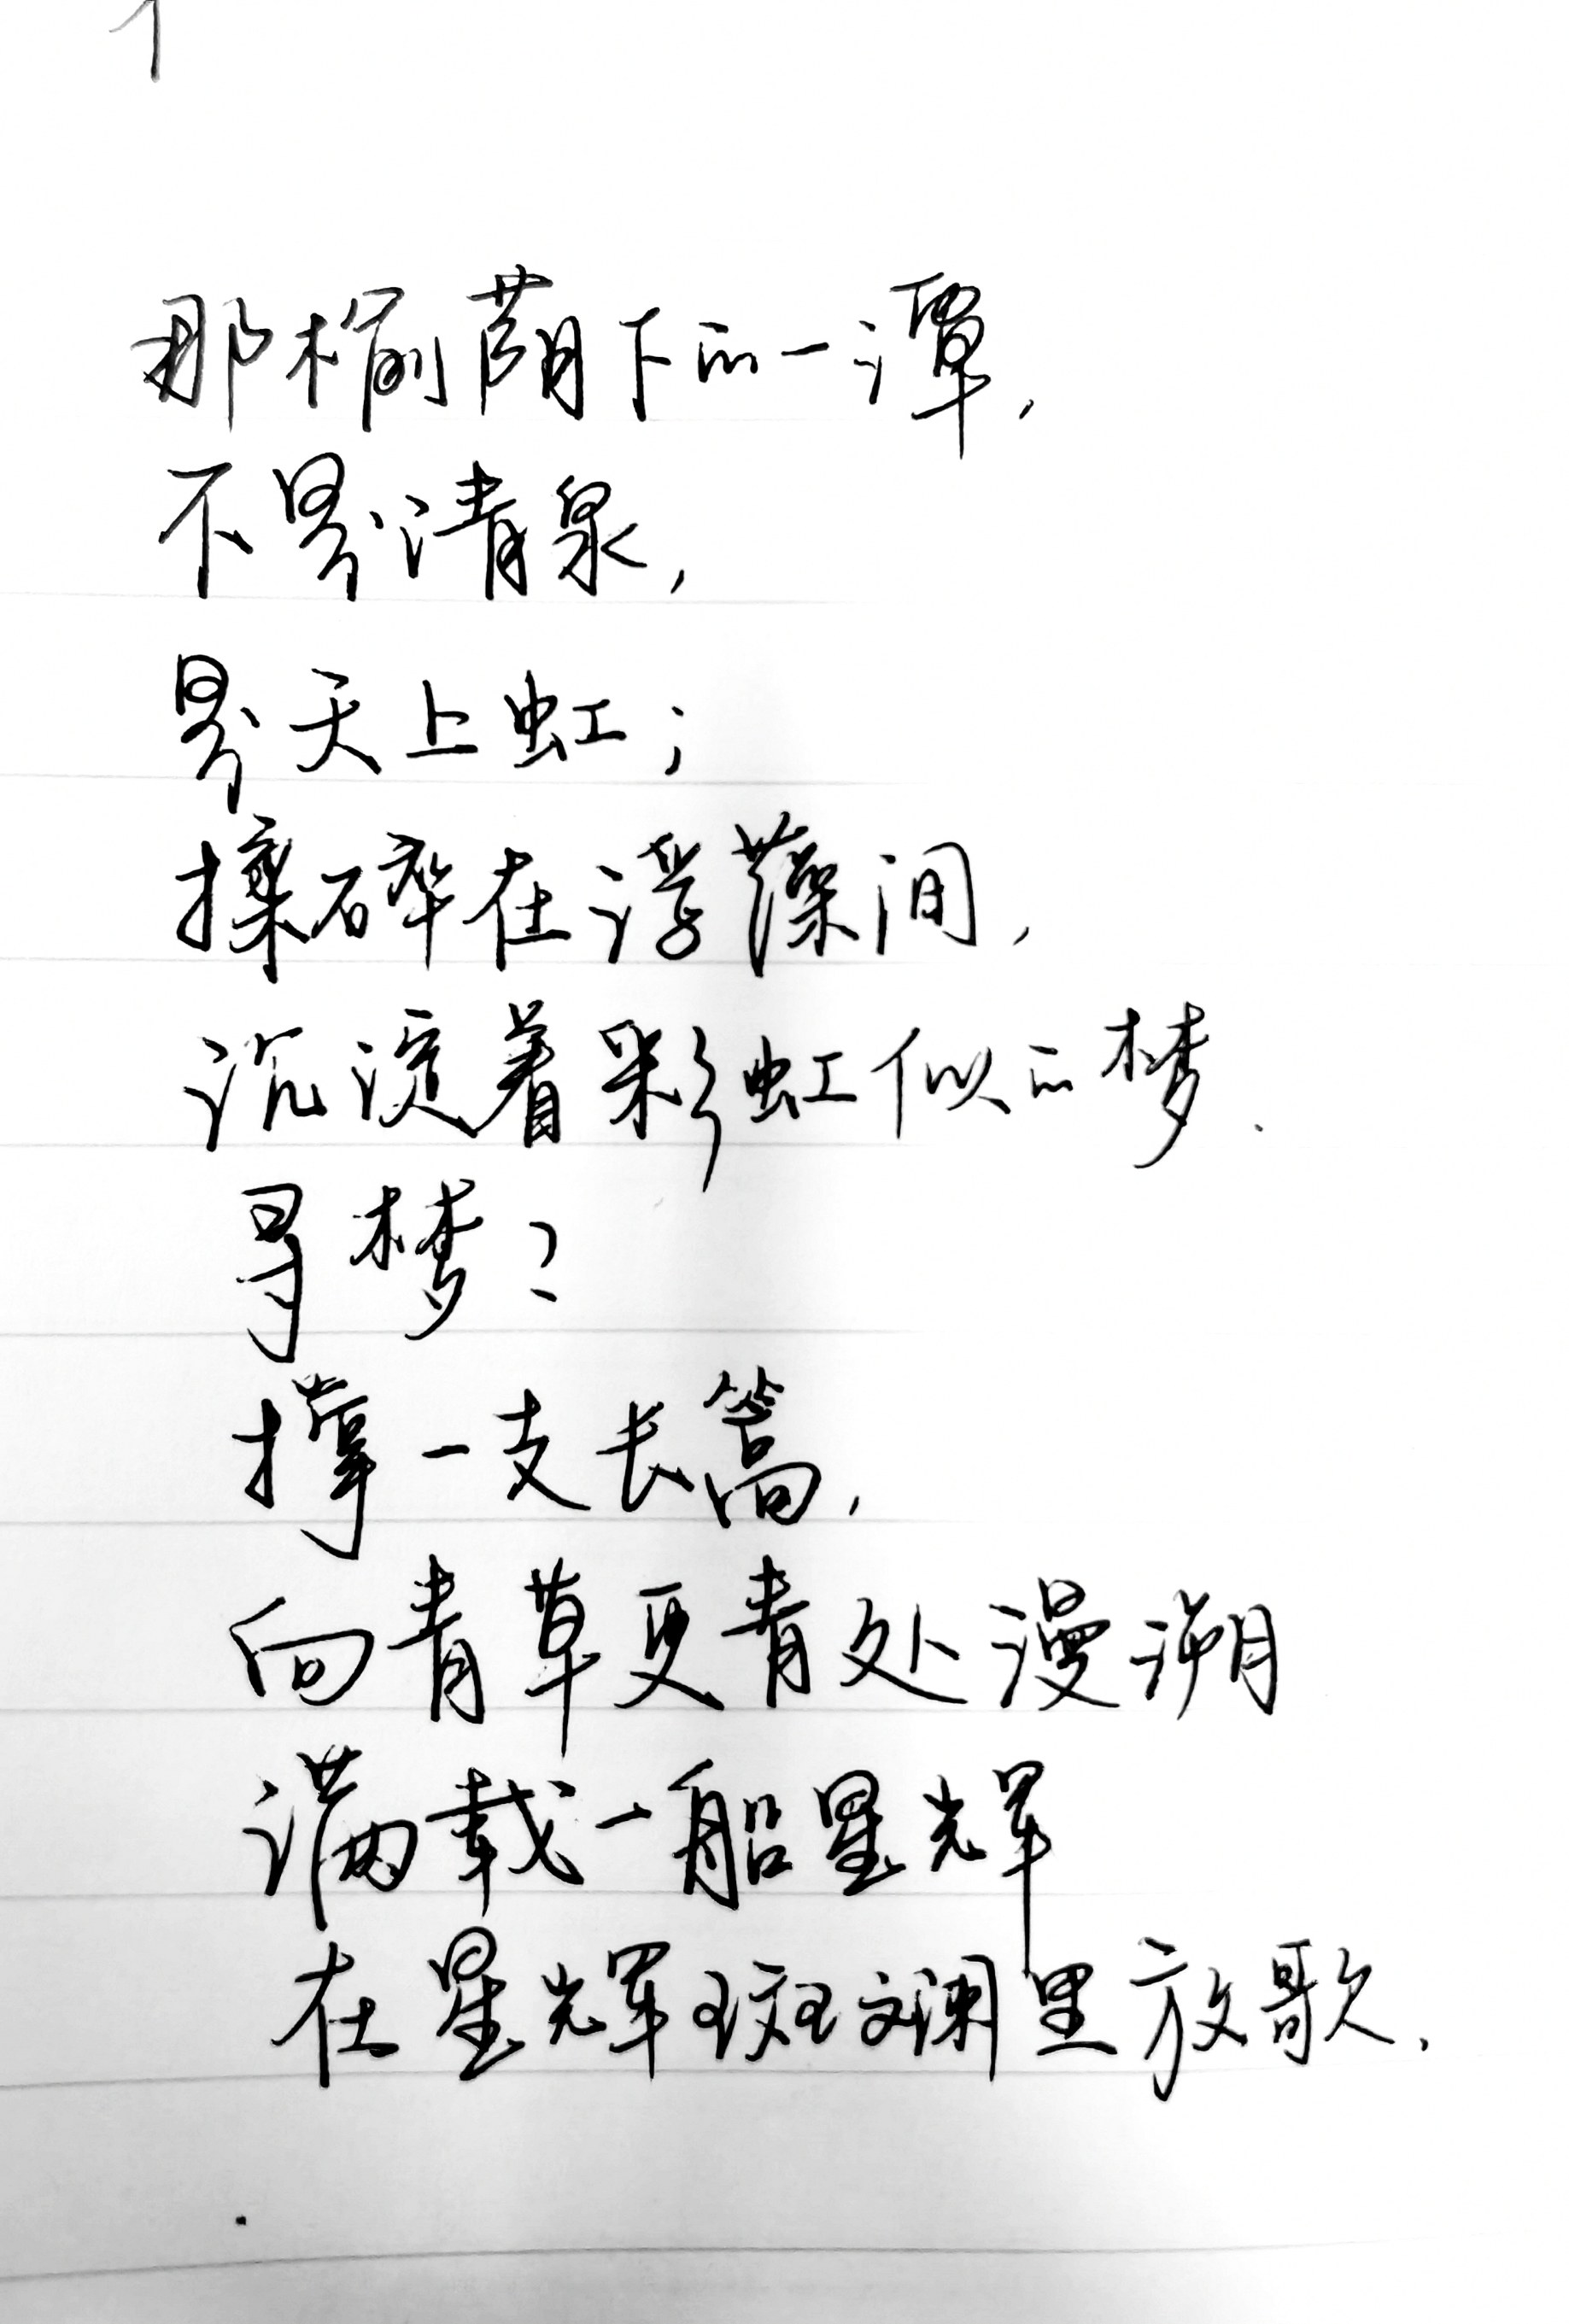 那榆荫下的一潭,
不是清泉,
是天上虹;
揉碎在浮藻间,
沉淀着彩虹似的梦.
寻梦?
撑一支长篙,
向青草更青处漫溯
满载一船星辉
在星辉斑斓里放歌.